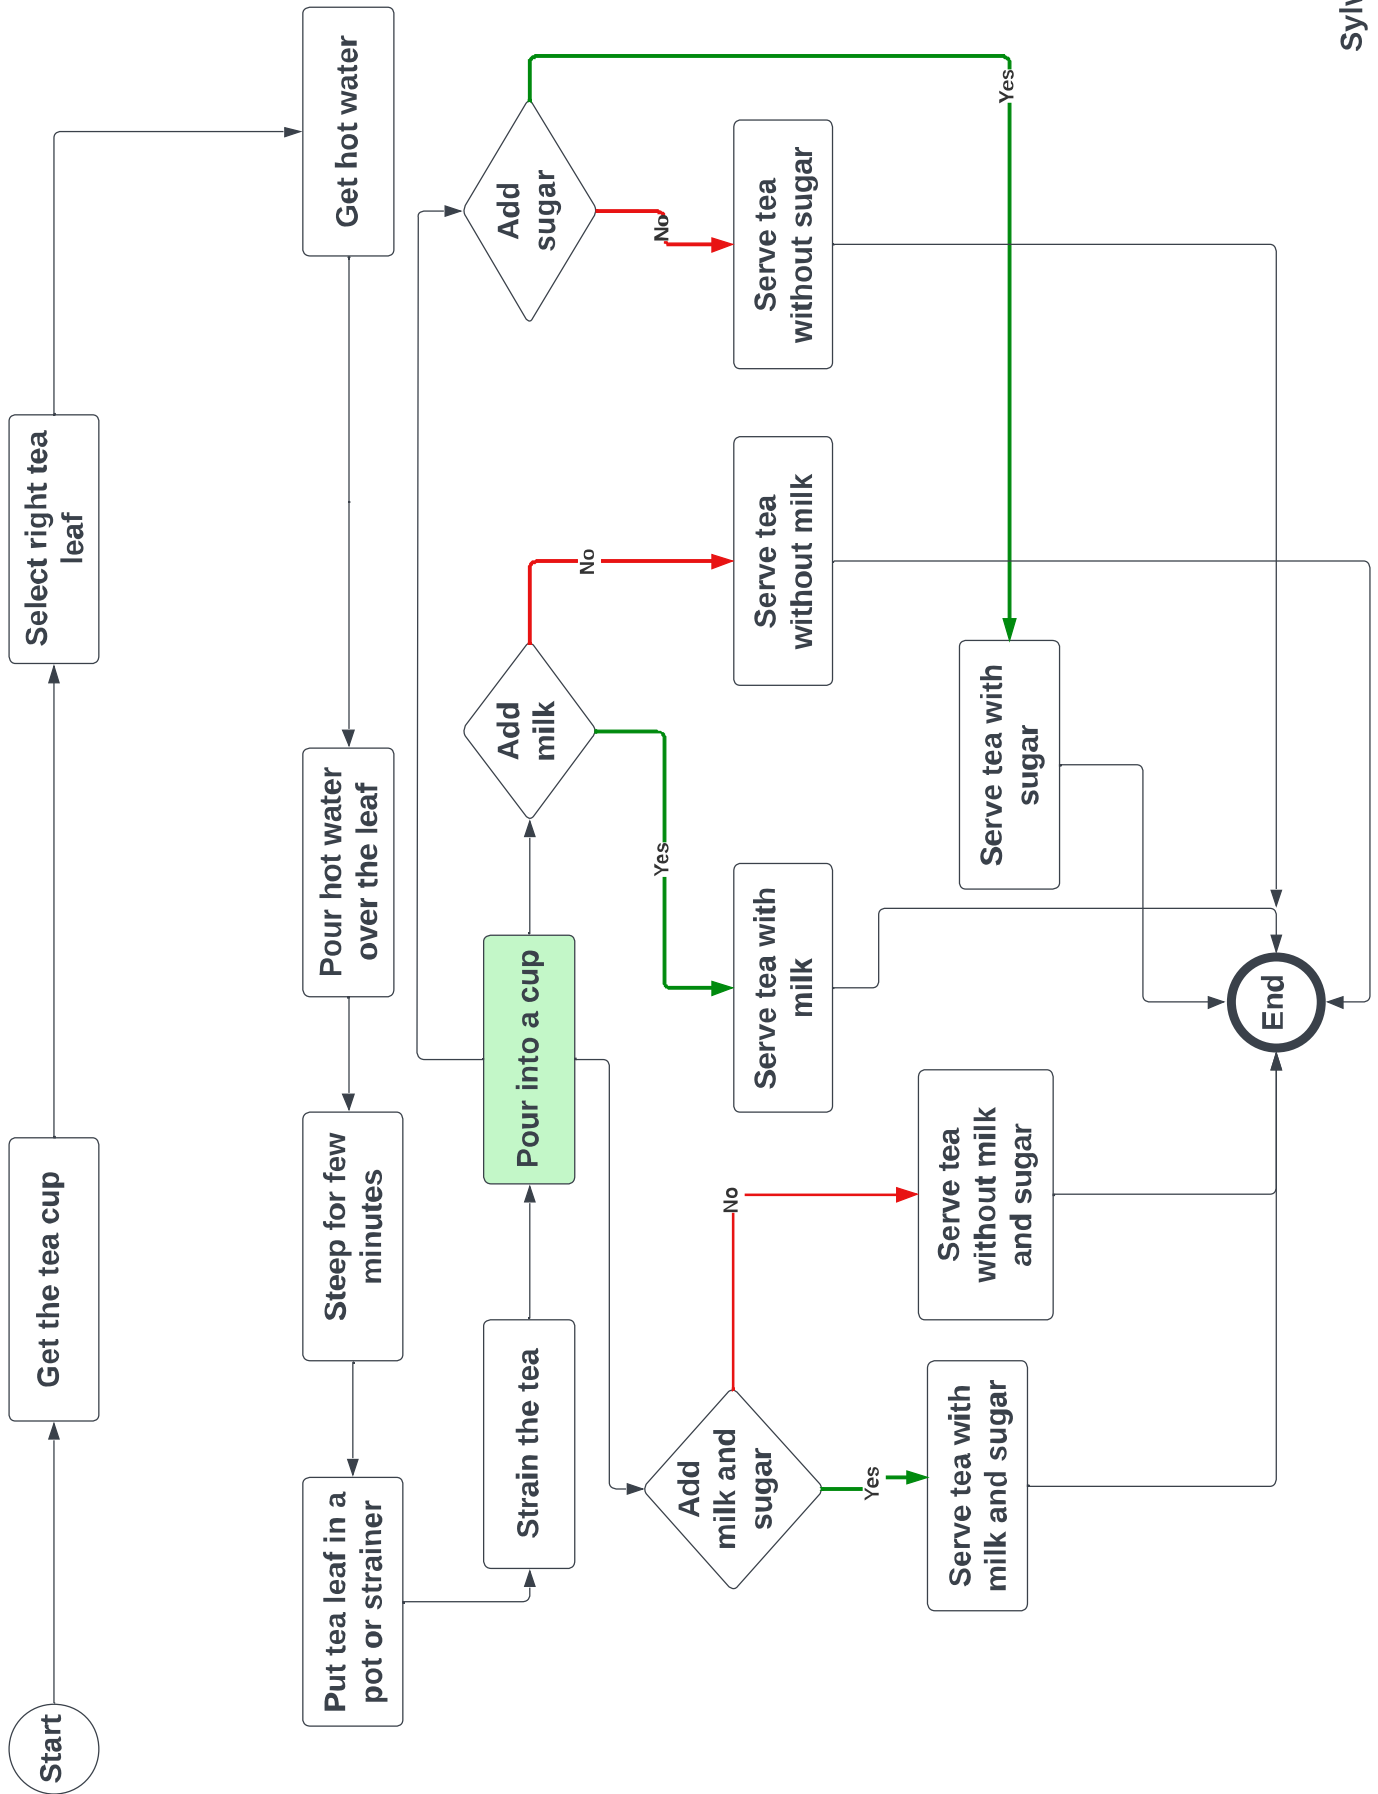 Start
Get the tea cup
Select right tea
leaf
Get hot water
Pour hot water
over the leaf
Steep for few
minutes
Put tea leaf in a
pot or strainer
Strain the tea
Pour into a cup
Add
milk
Add
sugar
Add
milk and
sugar
No
Yes
No
Yes
No
Yes
Serve tea with
milk
Serve tea
without milk
Serve tea
without sugar
Serve tea with
sugar
Serve tea with
milk and sugar
Serve tea
without milk
and sugar
End